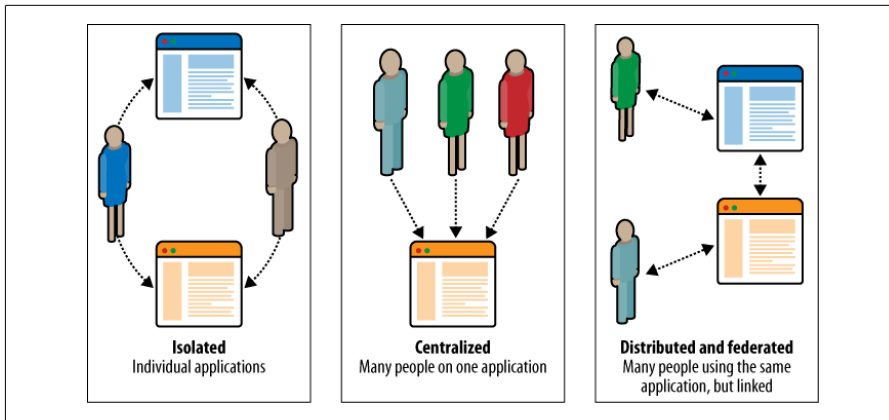 Isolated
Individual applications
Centralized
Many people on one application
Distributed and federated
Many people using the same
application, but linked